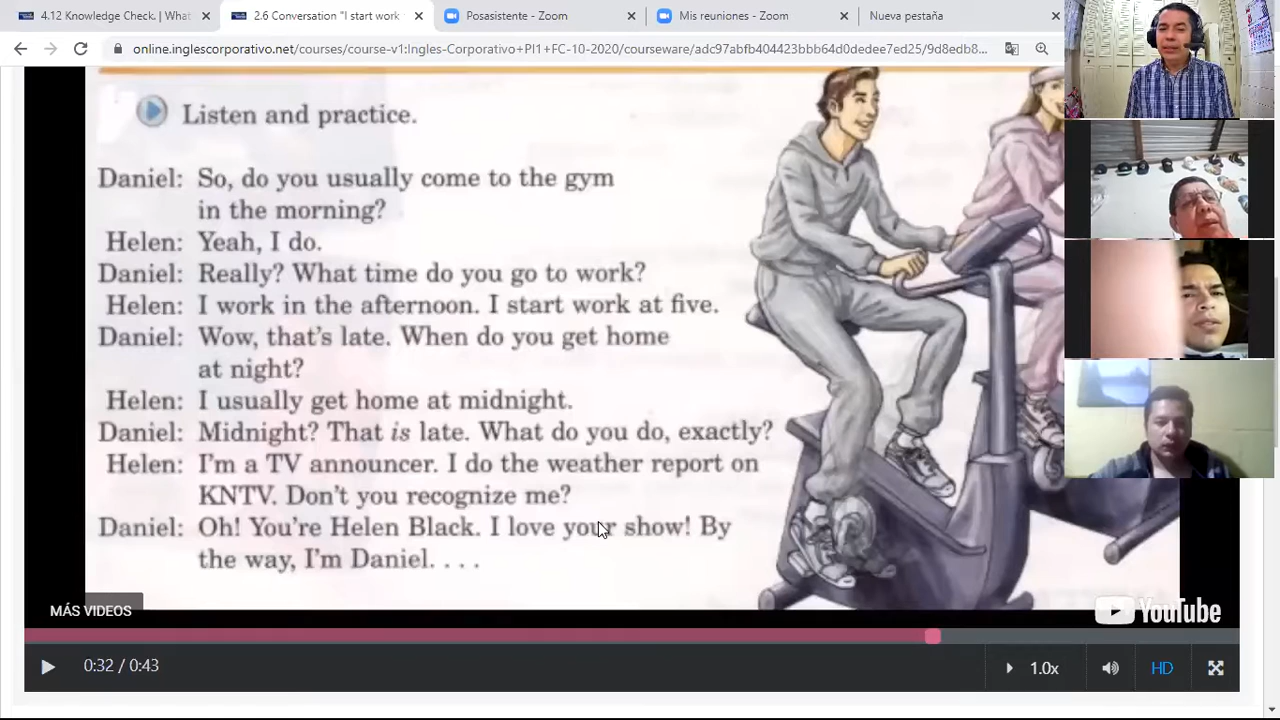 4.12 Knowledge Check. | What
2.6 Conversation "I start work
Posasistente - Zoom
Mis reuniones - Zoom
Nueva pestaña
online.inglescorporativo.net/courses/course-v1:Ingles-Corporativo+PI1+FC-10-2020/courseware/adc97abfb404423bbb64d0dedee7ed25/9d8edb8...
Listen and practice.
Daniel: So, do you usually come to the gym
in the morning?
Helen: Yeah, I do.
Daniel: Really? What time do you go to work?
Helen: I work in the afternoon. I start work at five.
Daniel: Wow, that's late. When do you get home
at night?
Helen: I usually get home at midnight.
Daniel: Midnight? That is late. What do you do, exactly?
Helen: I'm a TV announcer. I do the weather report on
KNTV. Don't you recognize me?
Daniel: Oh! You're Helen Black. I love your show! By
the way, I'm Daniel. . . .
MÁS VIDEOS
YouTube
0:32 / 0:43
1.0x
HD